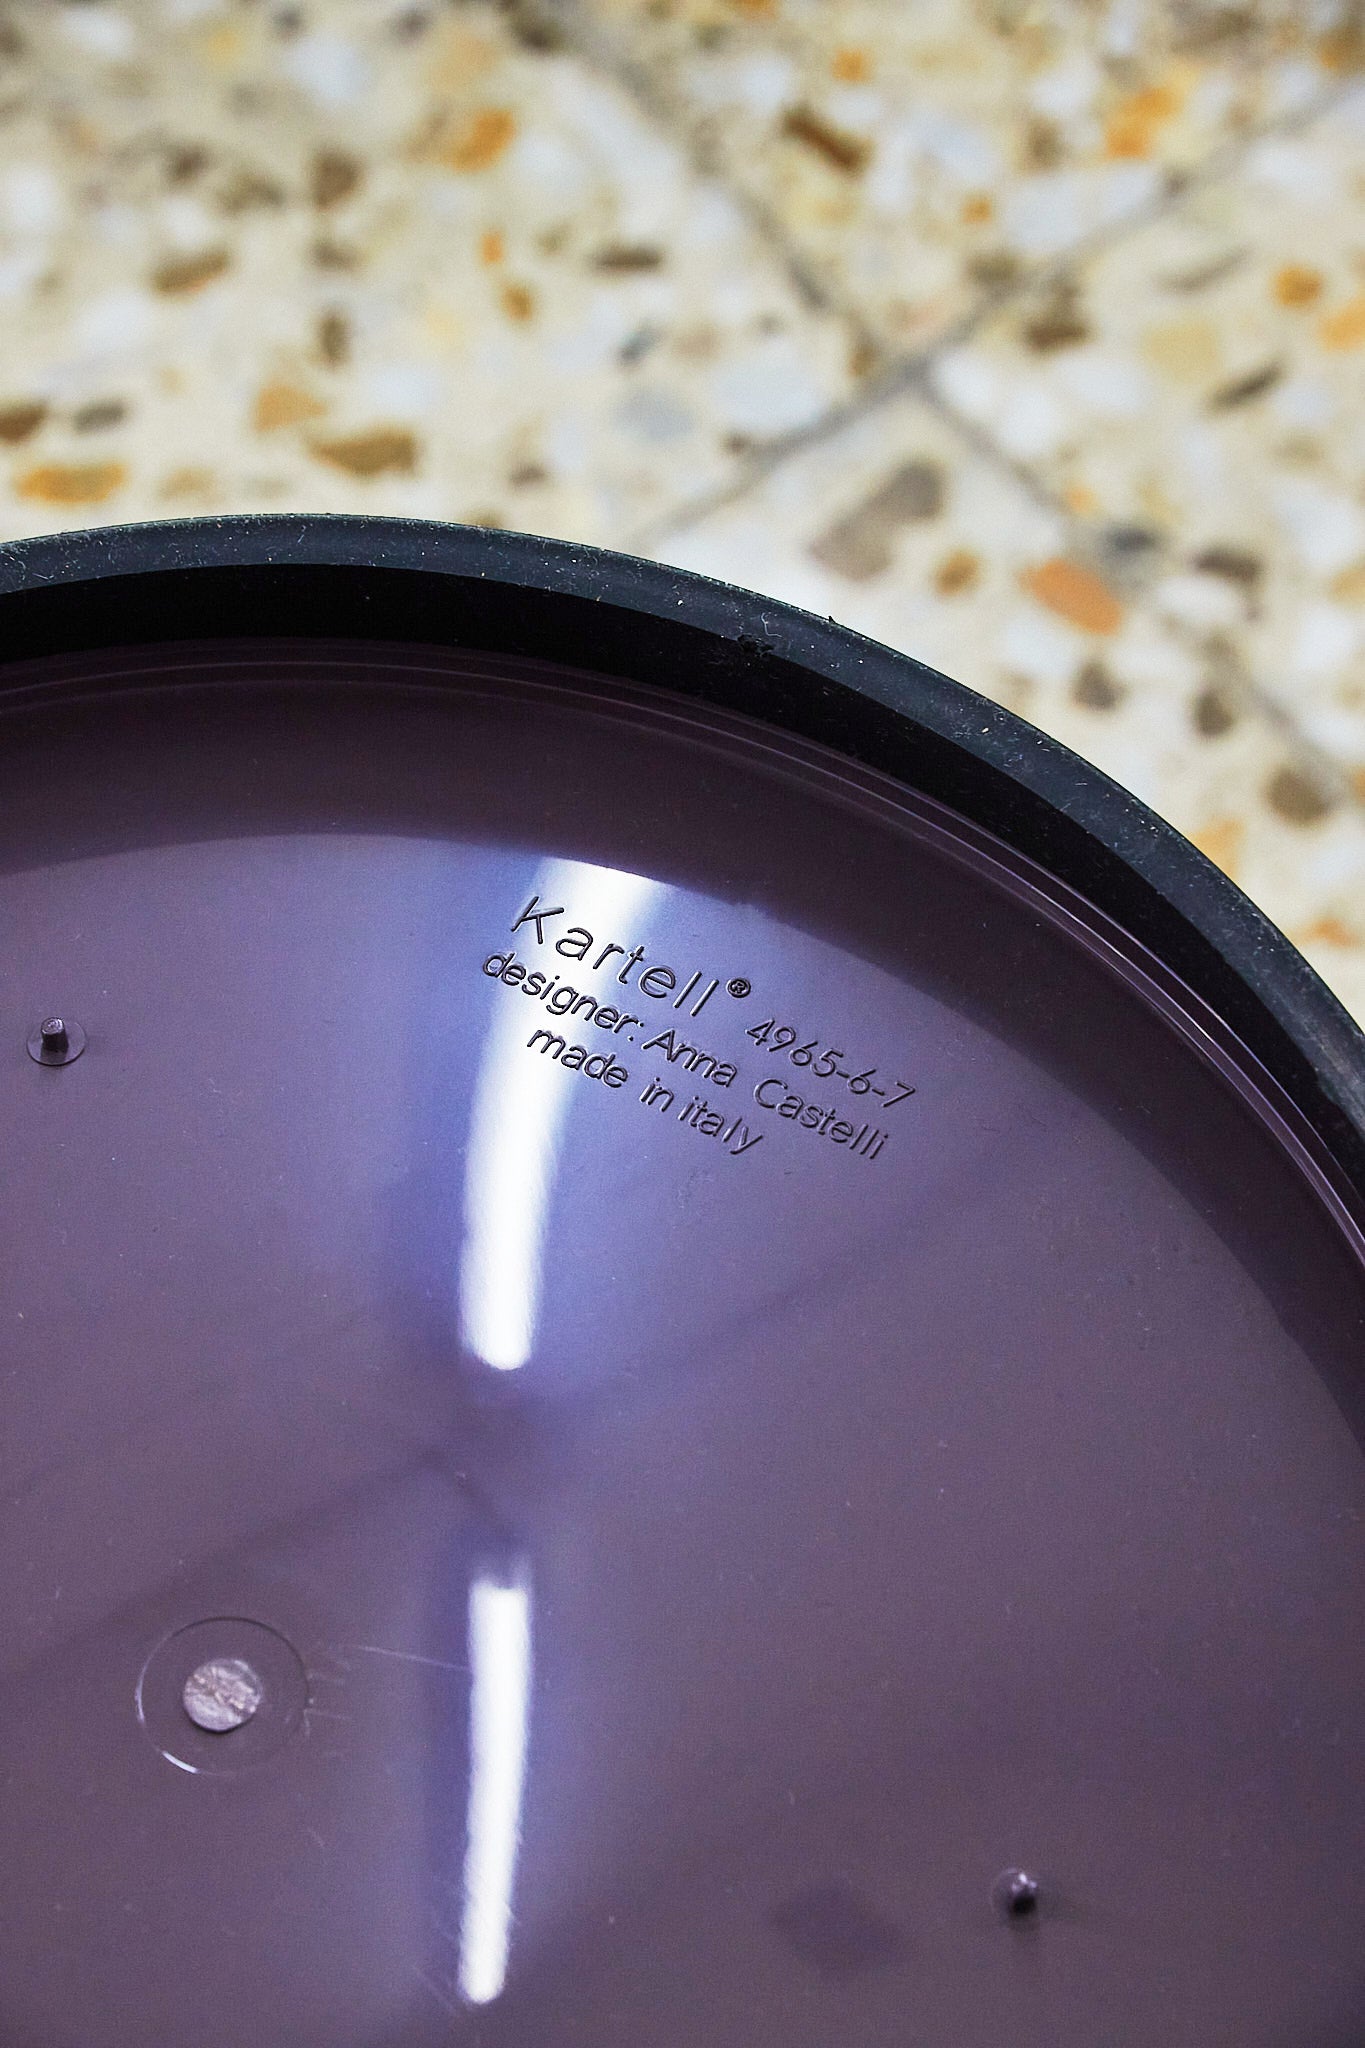 Kartell® 4965-6-7
designer: Anna Castelli
made in italy